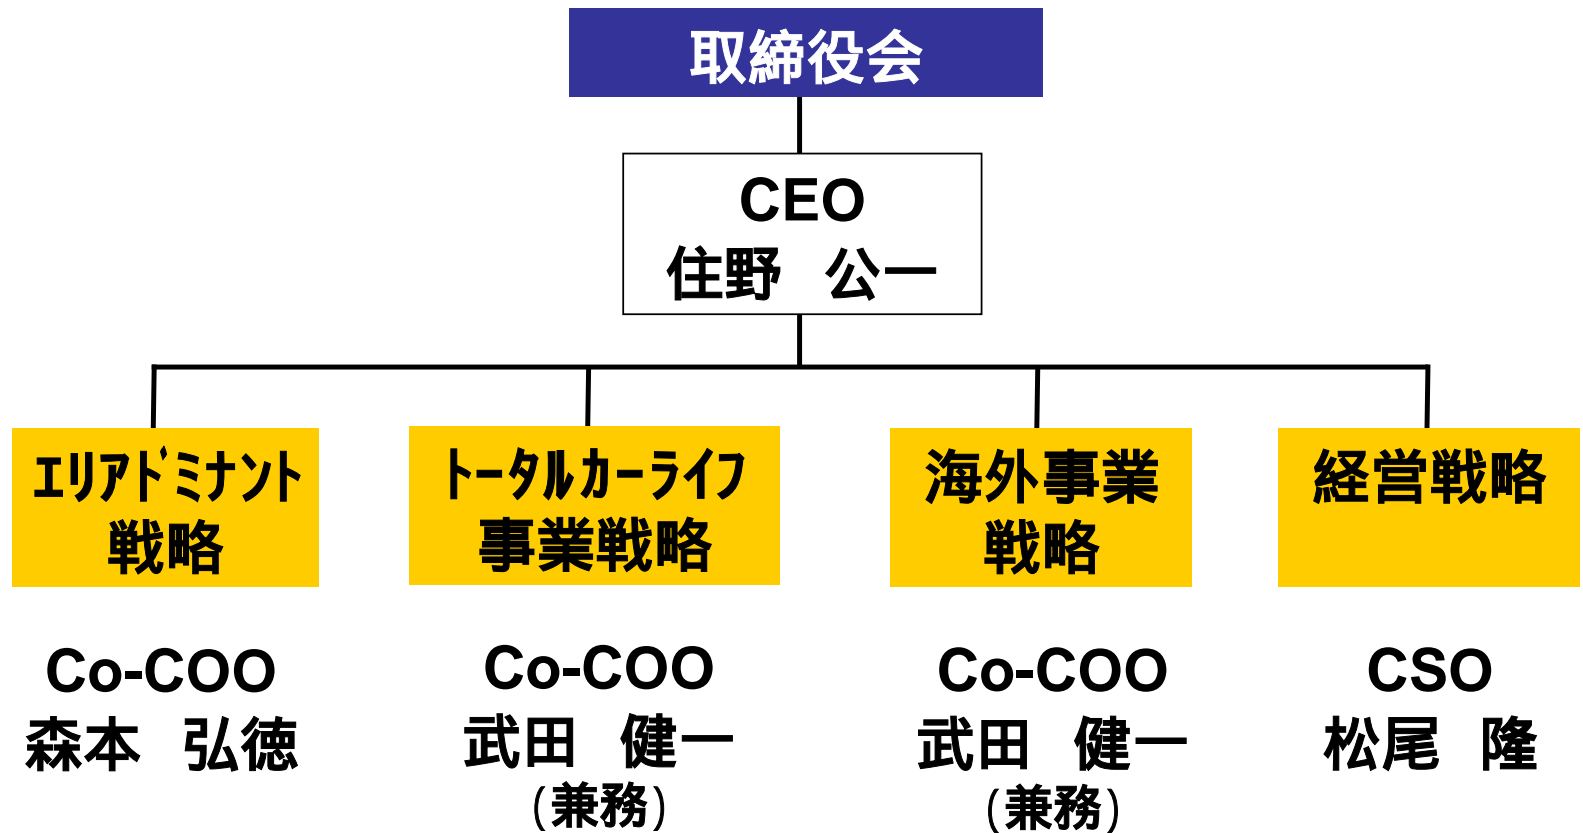 取締役会
CEO
住野 公一
ｴﾘｱﾄﾞﾐﾅﾝﾄ
戦略
ﾄｰﾀﾙｶｰﾗｲﾌ
事業戦略
海外事業
戦略
経営戦略
Co-COO
森本 弘徳
Co-COO
武田 健一
（兼務）
Co-COO
武田 健一
（兼務）
CSO
松尾 隆